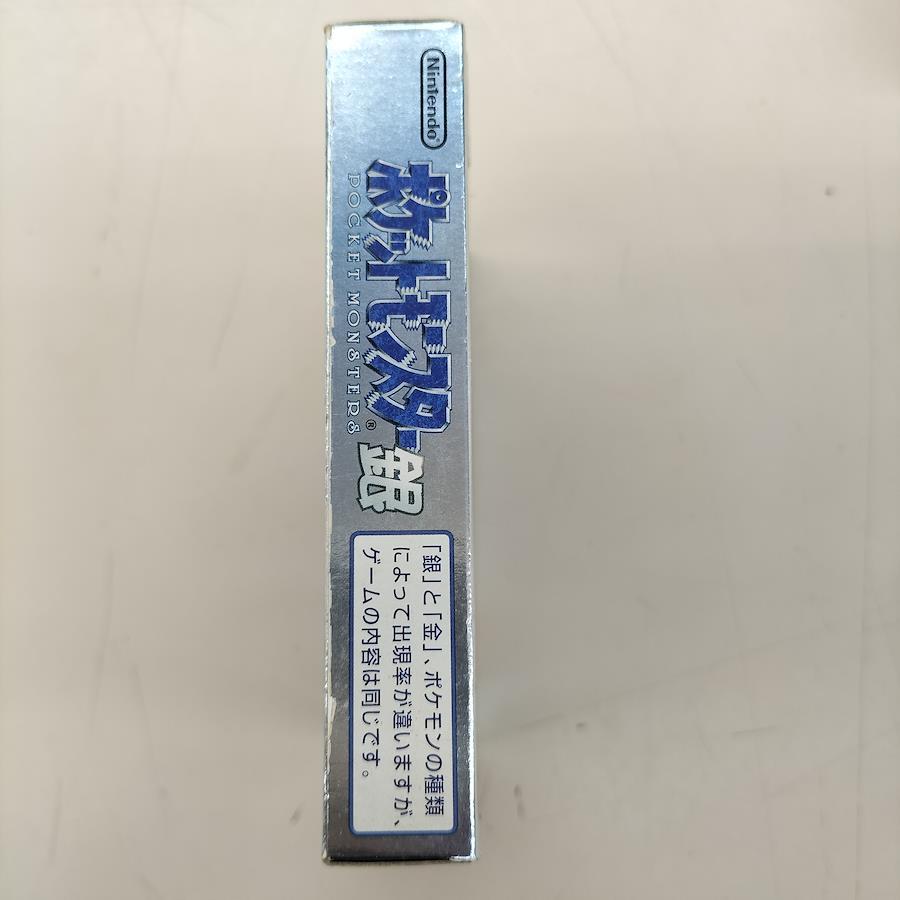 Nintendo®
ポケットモンスター®
POCKET MONSTERS
銀
「銀」と「金」、ポケモンの種類
によって出現率が違いますが、
ゲームの内容は同じです。